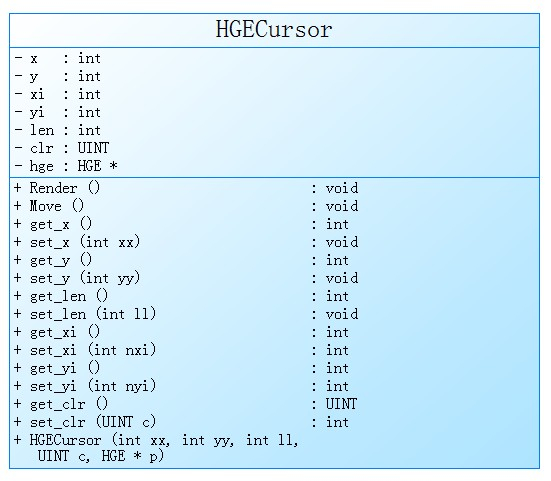 HGECursor
- x : int
- y : int
- xi : int
- yi : int
- len : int
- clr : UINT
- hge : HGE *
+ Render () : void
+ Move () : void
+ get_x () : int
+ set_x (int xx) : void
+ get_y () : int
+ set_y (int yy) : void
+ get_len () : int
+ set_len (int ll) : void
+ get_xi () : int
+ set_xi (int nxi) : int
+ get_yi () : int
+ set_yi (int nyi) : int
+ get_clr () : UINT
+ set_clr (UINT c) : int
+ HGECursor (int xx, int yy, int ll,
UINT c, HGE * p)